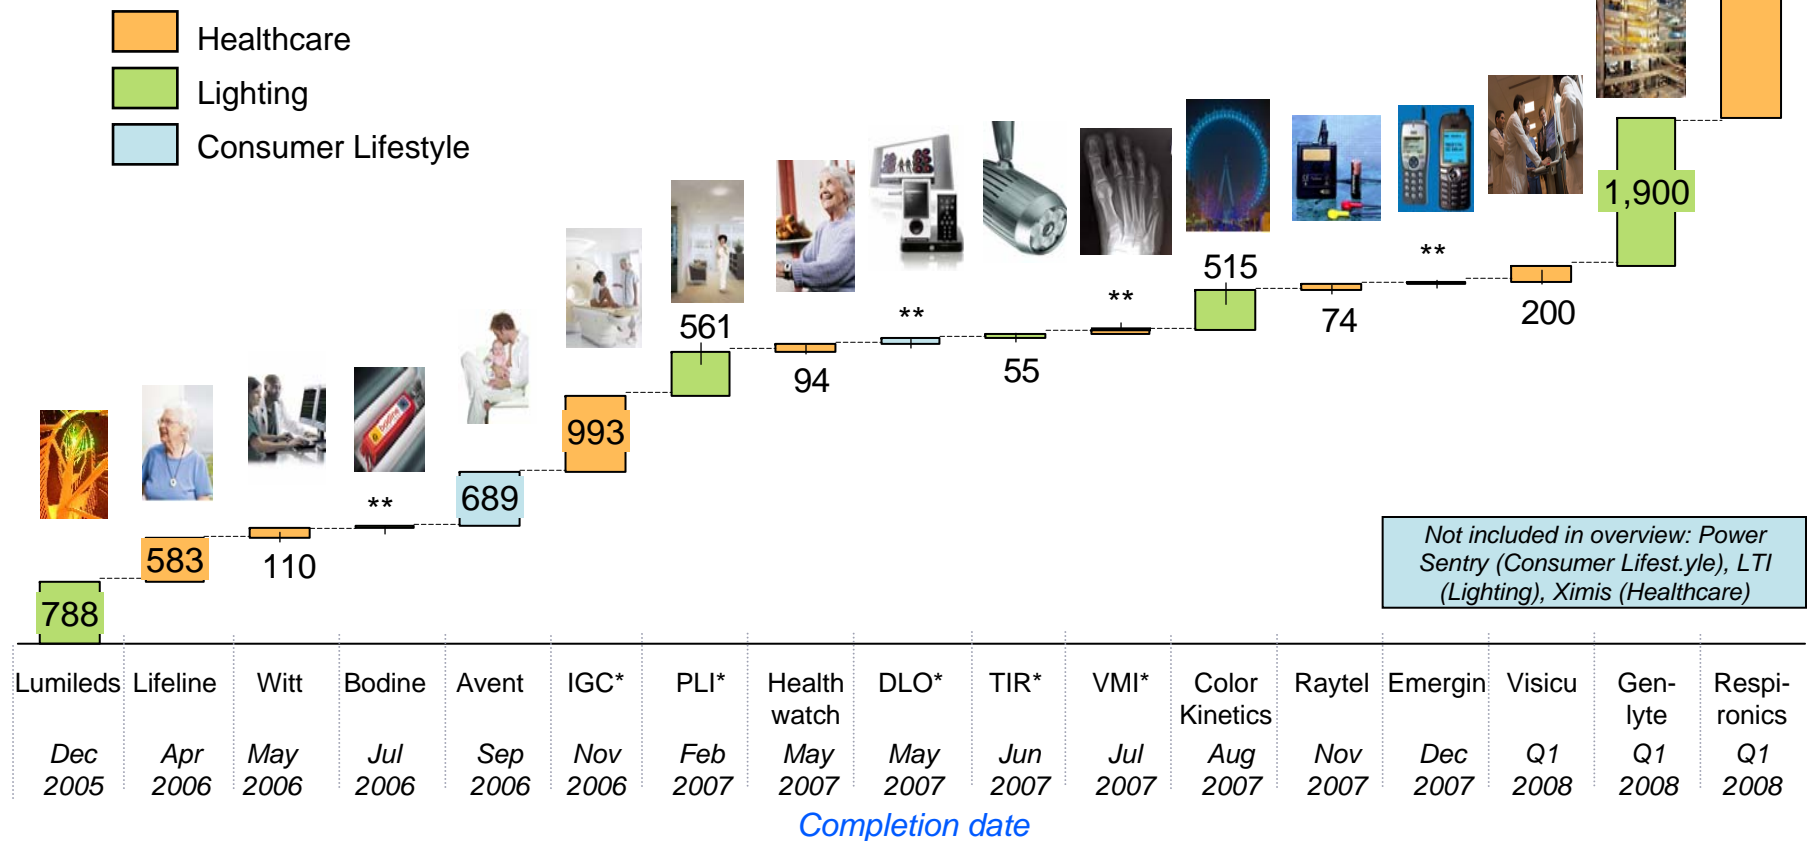 Healthcare
Lighting
Consumer Lifestyle
788
583
110
**
689
993
561
94
**
55
**
515
74
**
200
1,900
bodine
Not included in overview: Power
Sentry (Consumer Lifest.yle), LTI
(Lighting), Ximis (Healthcare)
Lumileds Lifeline Witt Bodine Avent IGC* PLI* Health DLO* TIR* VMI* Color Raytel Emergin Visicu Gen- Respi-
watch Kinetics lyte ronics
Dec Apr May Jul Sep Nov Feb May May Jun Jul Aug Nov Dec Q1 Q1 Q1
2005 2006 2006 2006 2006 2006 2007 2007 2007 2007 2007 2007 2007 2007 2008 2008 2008
Completion date